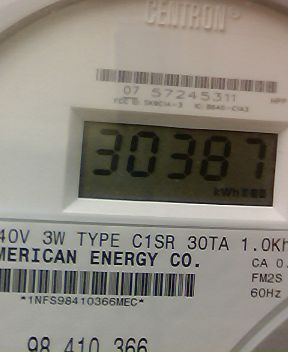 CENTRON®
07 57245311 HPP
30387
kWh
40V 3W TYPE C1SR 30TA 1.0Kh
MERICAN ENERGY CO. CA 0.
FM2S
*1NFS98410366MEC* 60Hz
98 410 366